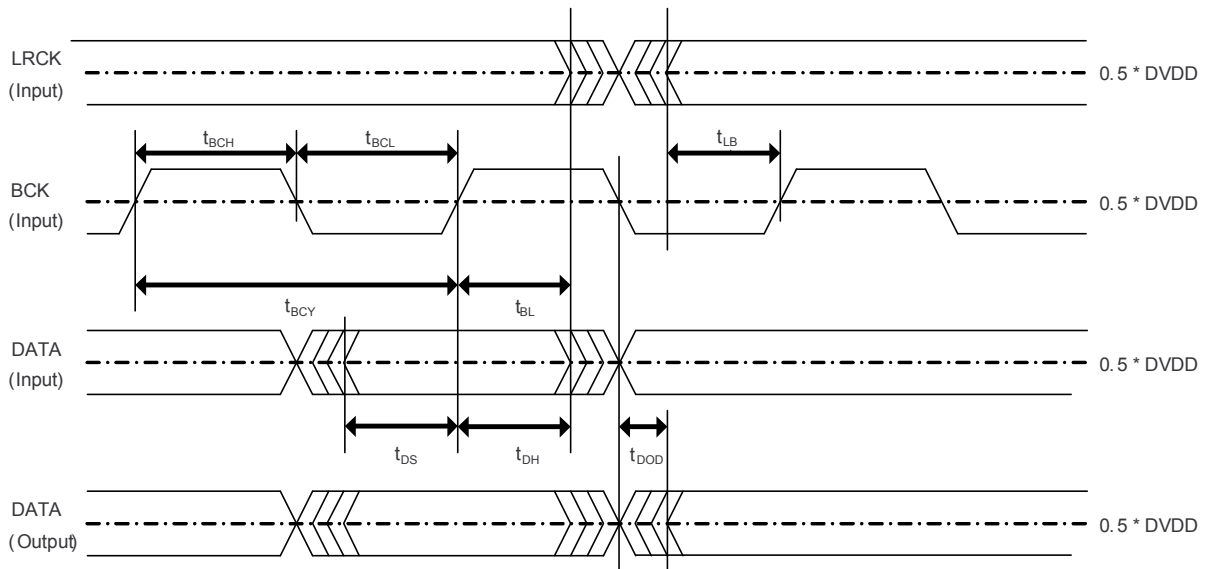 LRCK
(Input)
0.5 * DVDD
tBCH
tBCL
tLB
BCK
(Input)
0.5 * DVDD
tBCY
tBL
DATA
(Input)
0.5 * DVDD
tDS
tDH
tDOD
DATA
(Output)
0.5 * DVDD